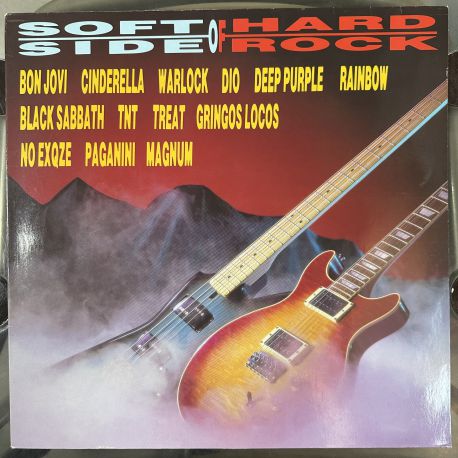 SOFT SIDE OF HARD ROCK
BON JOVI CINDERELLA WARLOCK DIO DEEP PURPLE RAINBOW
BLACK SABBATH TNT TREAT GRINGOS LOCOS
NO EXQZE PAGANINI MAGNUM